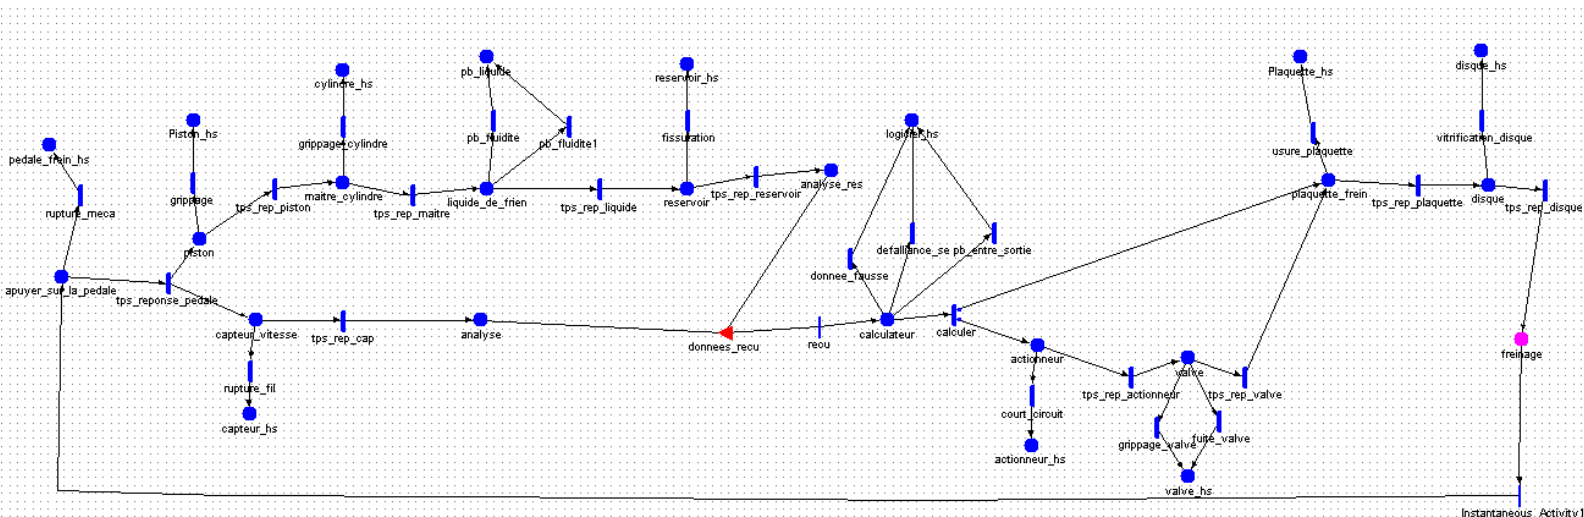 disque_hs
pb_liquide
Plaquette_hs
cylindre_hs
reservoir_hs
Piston_hs
logiciel_hs
pb_fluidite
fissuration
vitrification_disque
grippage_cylindre
pb_fluidite1
usure_plaquette
pedale_frein_hs
analyse_res
grippage
maitre_cylindre
liquide_de_frien
reservoir
tps_rep_reservoir
plaquette_frein
disque
tps_rep_piston
tps_rep_maitre
tps_rep_liquide
tps_rep_plaquette
tps_rep_disque
rupture_meca
piston
defaillance_se
pb_entre_sortie
donnee_fausse
apuyer_sur_la_pedale
tps_reponse_pedale
capteur_vitesse
tps_rep_cap
analyse
donnees_recu
recu
calculateur
calculer
freinage
actionneur
valve
rupture_fil
tps_rep_actionneur
tps_rep_valve
court_circuit
capteur_hs
grippage_valve
fuite_valve
actionneur_hs
valve_hs
Instantaneous_Activity1